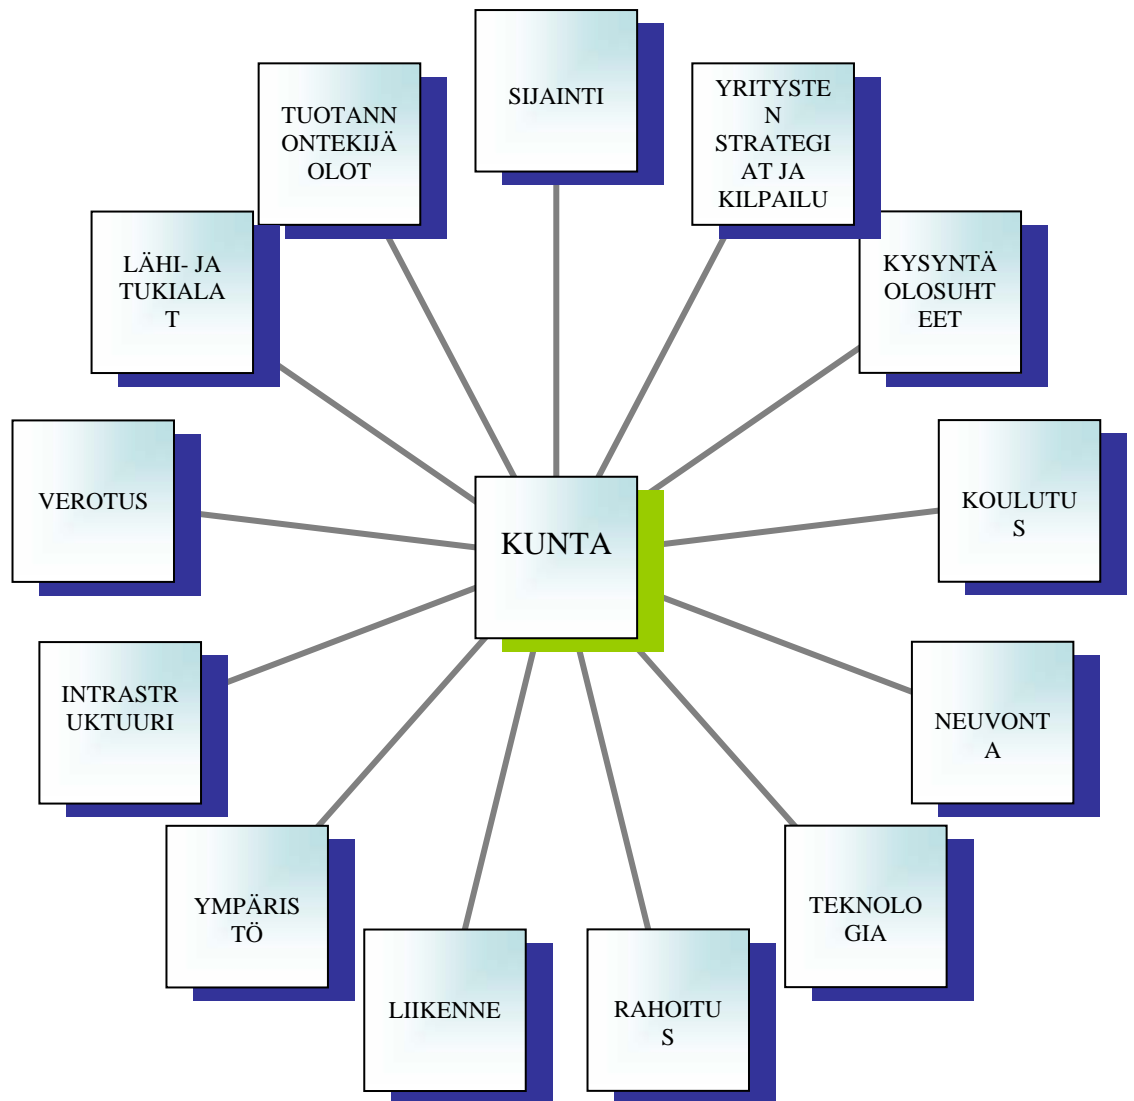 SIJAINTI
YRITYSTE
N
STRATEGI
AT JA
KILPAILU
TUOTANN
ONTEKIJÄ
OLOT
KYSYNTÄ
OLOSUHT
EET
LÄHI- JA
TUKIALA
T
VEROTUS
KOULUTU
S
KUNTA
INTRASTR
UKTUURI
NEUVONT
A
YMPÄRIS
TÖ
TEKNOLO
GIA
LIIKENNE
RAHOITU
S